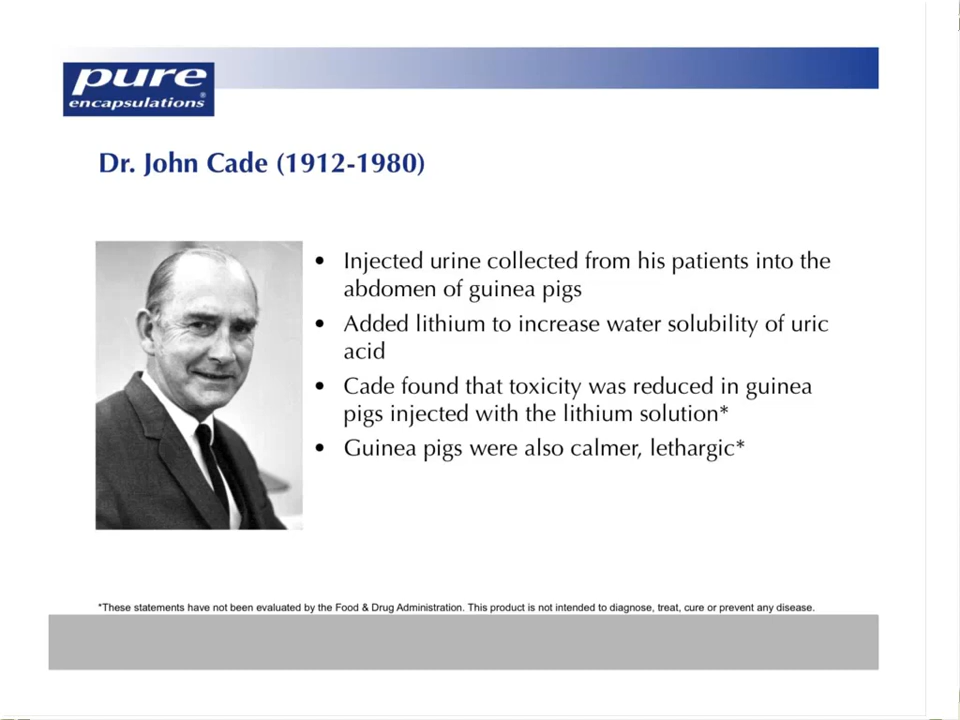 pure
encapsulations®
Dr. John Cade (1912-1980)
• Injected urine collected from his patients into the
abdomen of guinea pigs
• Added lithium to increase water solubility of uric
acid
• Cade found that toxicity was reduced in guinea
pigs injected with the lithium solution*
• Guinea pigs were also calmer, lethargic*
*These statements have not been evaluated by the Food & Drug Administration. This product is not intended to diagnose, treat, cure or prevent any disease.